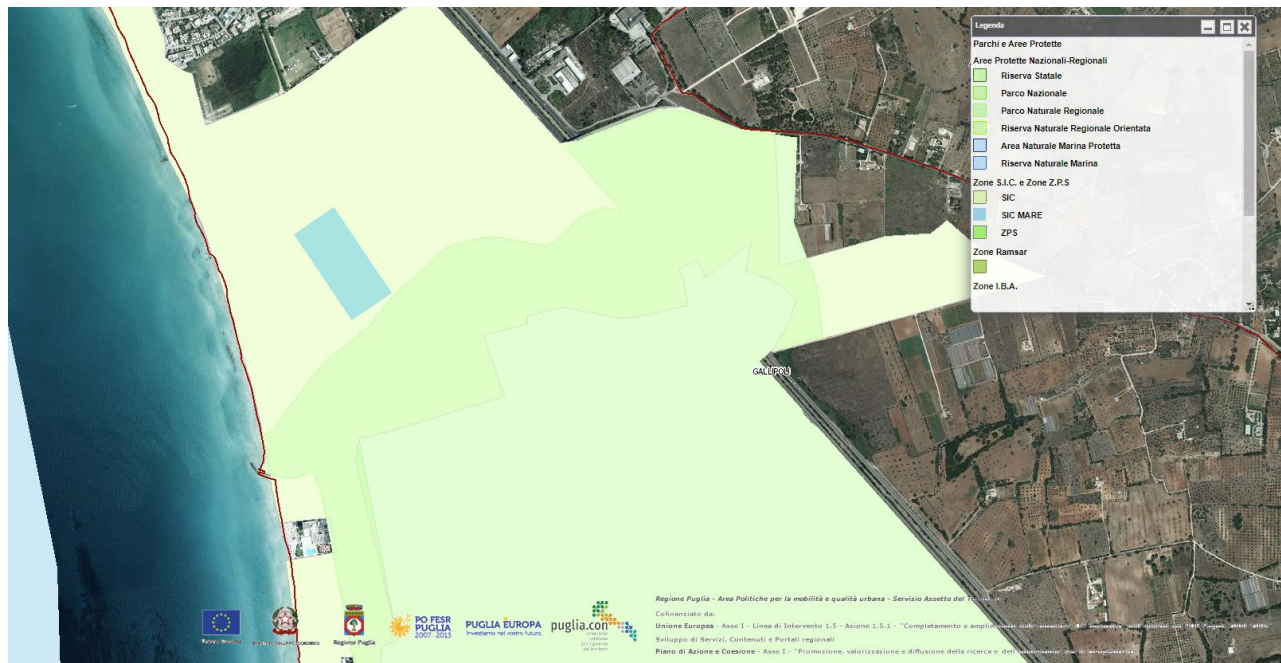 Legenda
Parchi e Aree Protette
Aree Protette Nazionali-Regionali
Riserva Statale
Parco Nazionale
Parco Naturale Regionale
Riserva Naturale Regionale Orientata
Area Naturale Marina Protetta
Riserva Naturale Marina
Zone S.I.C. e Zone Z.P.S
SIC
SIC MARE
ZPS
Zone Ramsar
Zone I.B.A.
GALLIPOLI
Regione Puglia
PO FESR
PUGLIA
2007-2013
PUGLIA EUROPA
Investiamo nel vostro futuro
puglia.con
Regione Puglia - Area Politiche per la mobilità e qualità urbana - Servizio Assetto del
Cofinanziato da:
Unione Europea - Asse I - Linea di Intervento 1.5 - Azione 1.5.1 - "Completamento e
Sviluppo di Servizi, Contenuti e Portali regionali
Piano di Azione e Coesione - Asse I - "Promozione, valorizzazione e diffusione della ricerca e